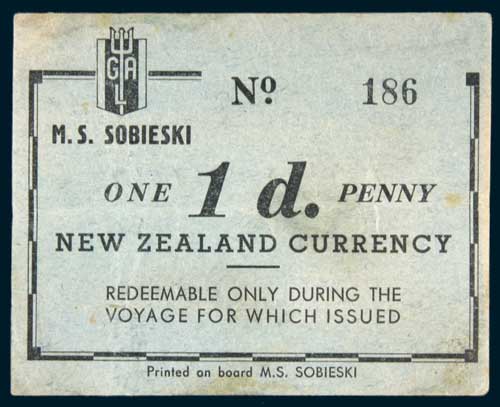 GAL
Nº. 186
M. S. SOBIESKI
ONE 1 d. PENNY
NEW ZEALAND CURRENCY
REDEEMABLE ONLY DURING THE
VOYAGE FOR WHICH ISSUED
Printed on board M.S. SOBIESKI